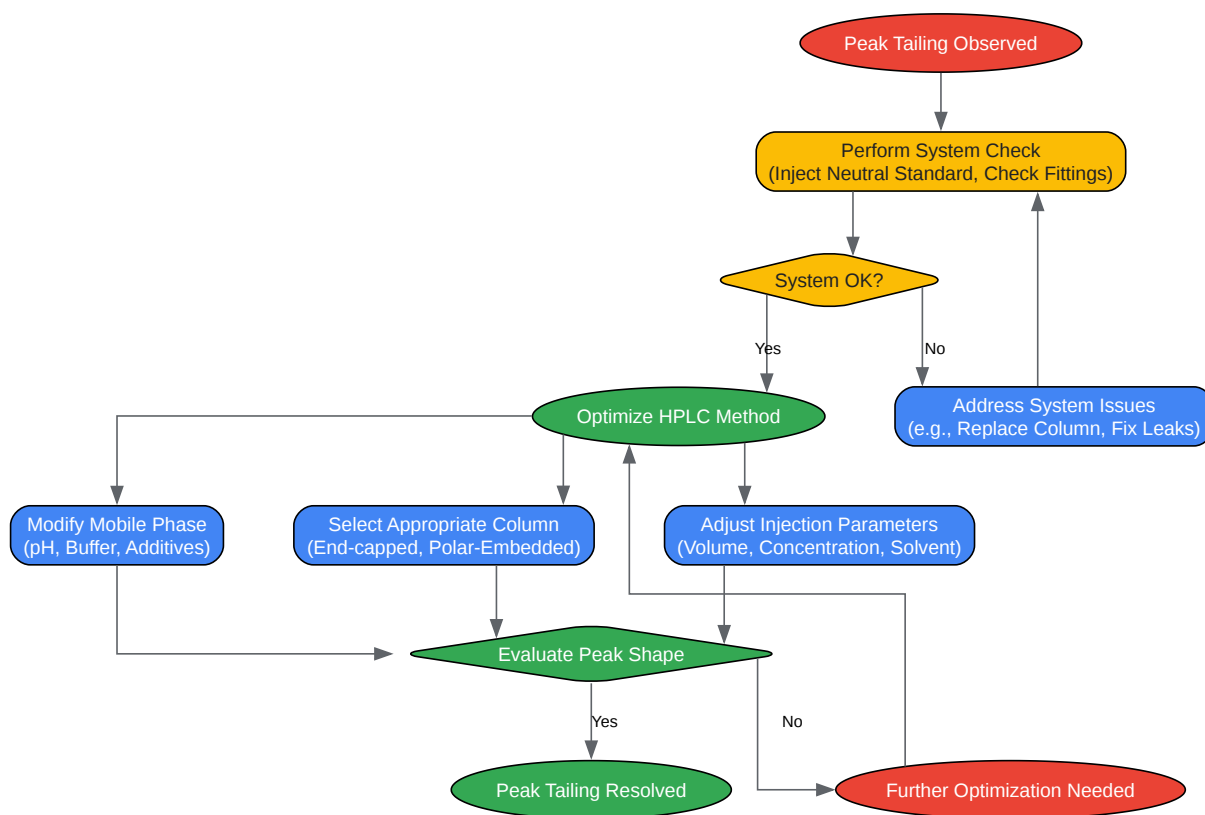 Peak Tailing Observed
Perform System Check
(Inject Neutral Standard, Check Fittings)
System OK?
Yes
No
Optimize HPLC Method
Address System Issues
(e.g., Replace Column, Fix Leaks)
Modify Mobile Phase
(pH, Buffer, Additives)
Select Appropriate Column
(End-capped, Polar-Embedded)
Adjust Injection Parameters
(Volume, Concentration, Solvent)
Evaluate Peak Shape
Yes
No
Peak Tailing Resolved
Further Optimization Needed